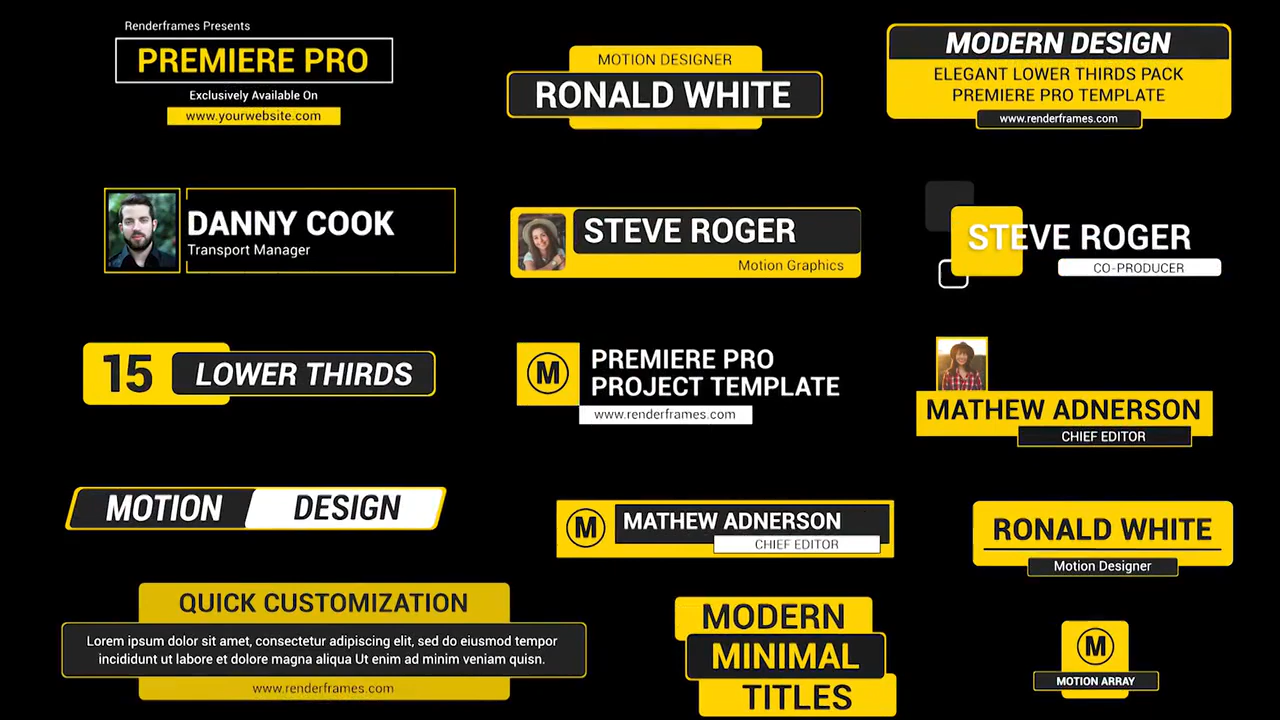 Renderframes Presents
PREMIERE PRO
Exclusively Available On
www.yourwebsite.com
MOTION DESIGNER
RONALD WHITE
MODERN DESIGN
ELEGANT LOWER THIRDS PACK
PREMIERE PRO TEMPLATE
www.renderframes.com
DANNY COOK
Transport Manager
STEVE ROGER
Motion Graphics
STEVE ROGER
CO-PRODUCER
15
LOWER THIRDS
M
PREMIERE PRO
PROJECT TEMPLATE
www.renderframes.com
MATHEW ADNERSON
CHIEF EDITOR
MOTION DESIGN
M
MATHEW ADNERSON
CHIEF EDITOR
RONALD WHITE
Motion Designer
QUICK CUSTOMIZATION
Lorem ipsum dolor sit amet, consectetur adipiscing elit, sed do eiusmod tempor
incididunt ut labore et dolore magna aliqua Ut enim ad minim veniam quisn.
www.renderframes.com
MODERN
MINIMAL
TITLES
M
MOTION ARRAY